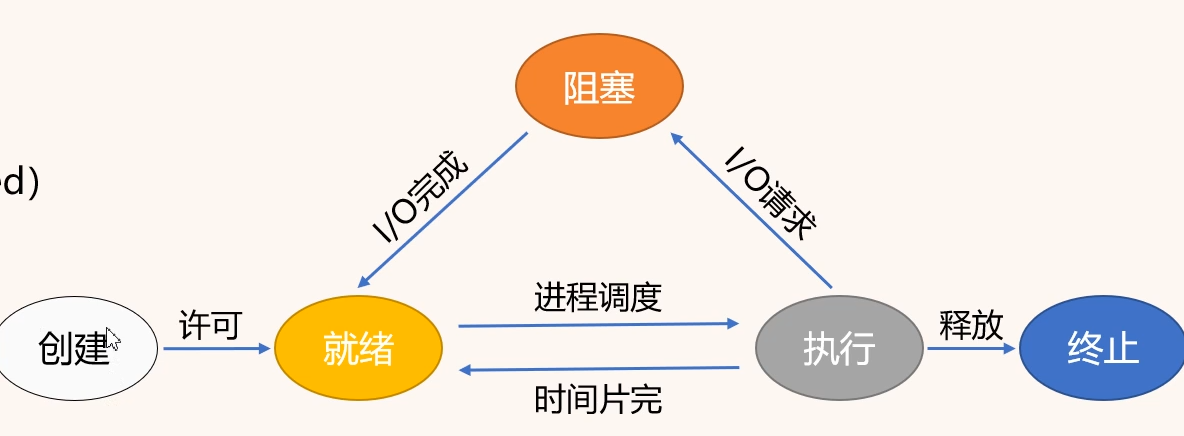 阻塞
I/O完成
I/O请求
ed)
进程调度
创建
许可
就绪
执行
释放
终止
时间片完